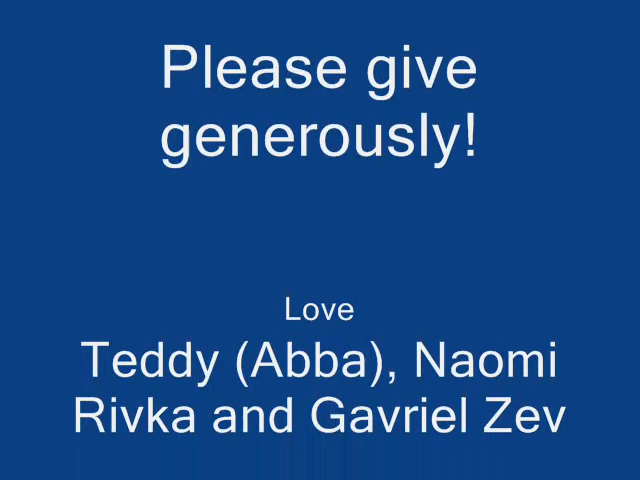 Please give
generously!
Love
Teddy (Abba), Naomi
Rivka and Gavriel Zev